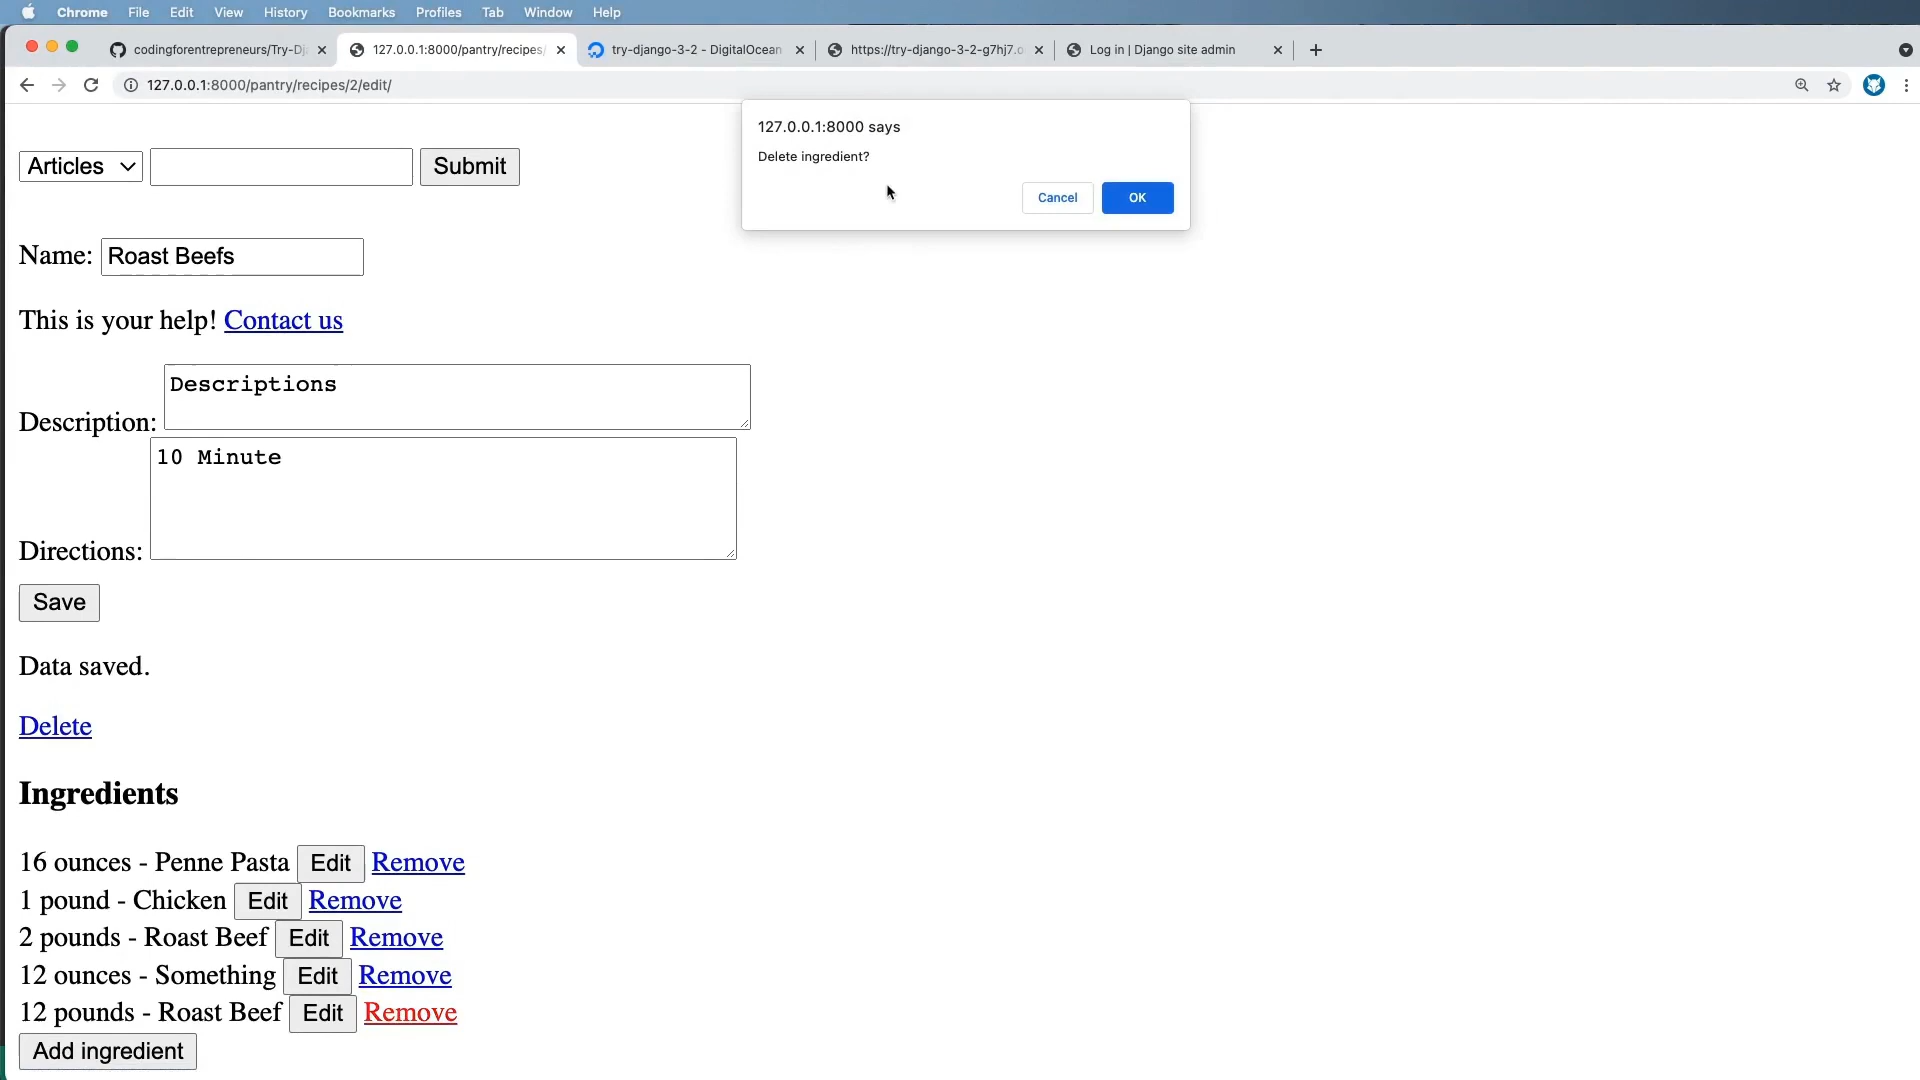 Chrome File Edit View History Bookmarks Profiles Tab Window Help
codingforentrepreneurs/Try-Dj 127.0.0.1:8000/pantry/recipes/ try-django-3-2 - DigitalOcean https://try-django-3-2-g7hj7.o Log in | Django site admin
127.0.0.1:8000/pantry/recipes/2/edit/
127.0.0.1:8000 says
Delete ingredient?
Cancel OK
Articles Submit
Name: Roast Beefs
This is your help! Contact us
Descriptions
Description:
10 Minute
Directions:
Save
Data saved.
Delete
Ingredients
16 ounces - Penne Pasta Edit Remove
1 pound - Chicken Edit Remove
2 pounds - Roast Beef Edit Remove
12 ounces - Something Edit Remove
12 pounds - Roast Beef Edit Remove
Add ingredient